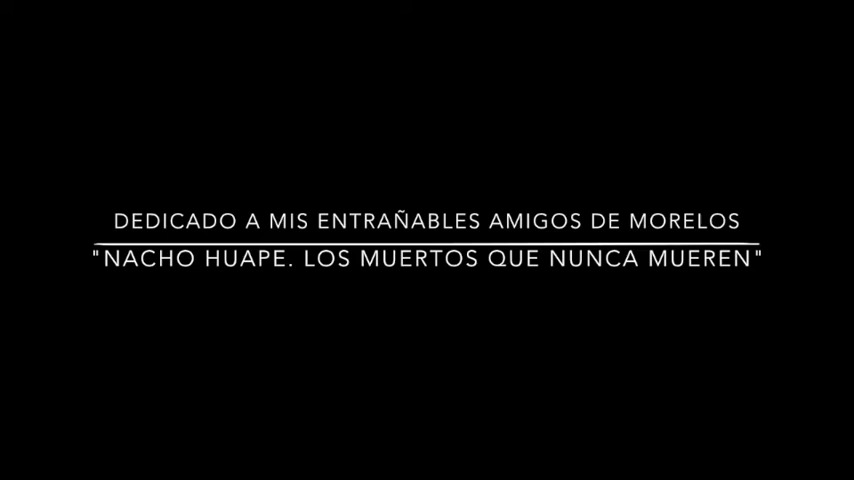 DEDICADO A MIS ENTRAÑABLES AMIGOS DE MORELOS
"NACHO HUAPE. LOS MUERTOS QUE NUNCA MUEREN"